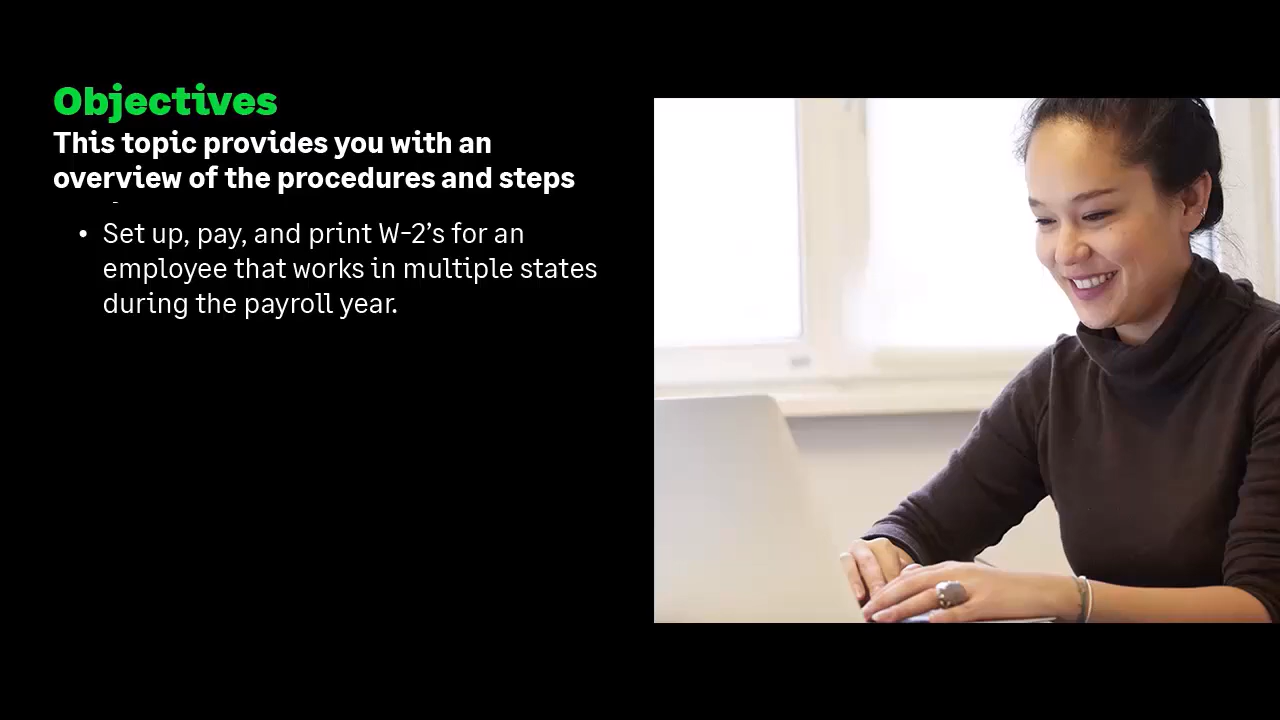 Objectives
This topic provides you with an
overview of the procedures and steps
• Set up, pay, and print W-2’s for an
employee that works in multiple states
during the payroll year.